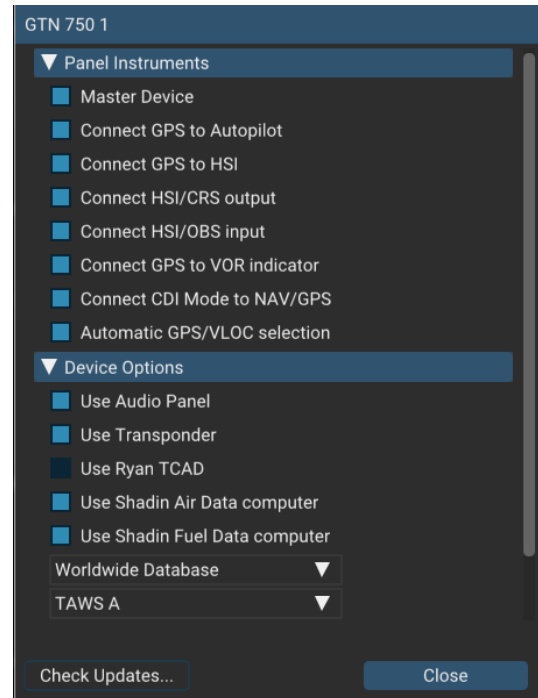 GTN 750 1
Panel Instruments
Master Device
Connect GPS to Autopilot
Connect GPS to HSI
Connect HSI/CRS output
Connect HSI/OBS input
Connect GPS to VOR indicator
Connect CDI Mode to NAV/GPS
Automatic GPS/VLOC selection
Device Options
Use Audio Panel
Use Transponder
Use Ryan TCAD
Use Shadin Air Data computer
Use Shadin Fuel Data computer
Worldwide Database
TAWS A
Check Updates... Close